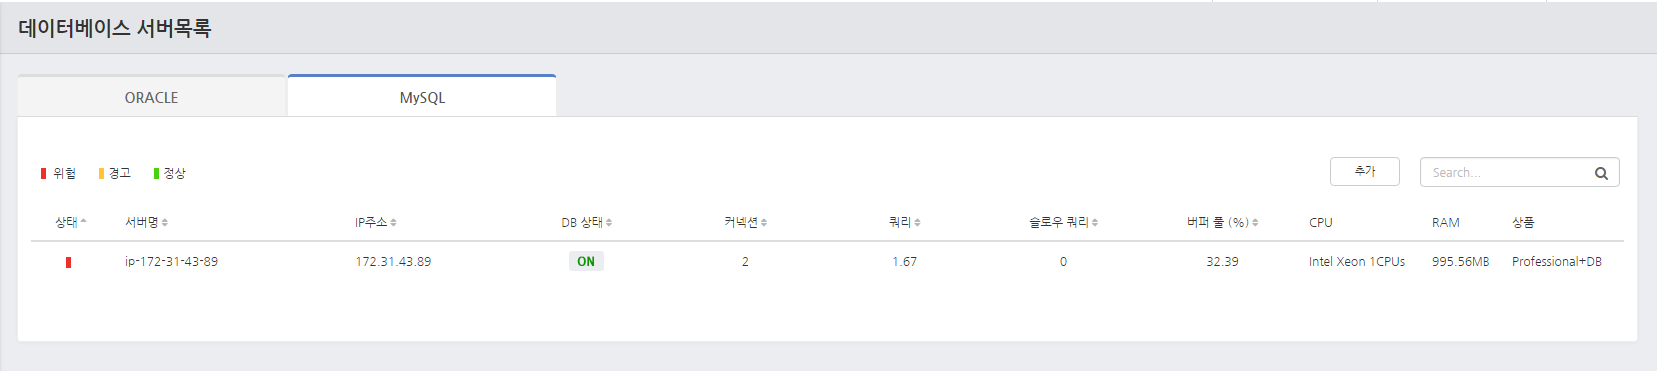 데이터베이스 서버목록
ORACLE MySQL
위험 경고 정상 추가 Search...
상태 서버명 IP주소 DB 상태 커넥션 쿼리 슬로우 쿼리 버퍼 풀 (%) CPU RAM 상품
ip-172-31-43-89 172.31.43.89 ON 2 1.67 0 32.39 Intel Xeon 1CPUs 995.56MB Professional+DB